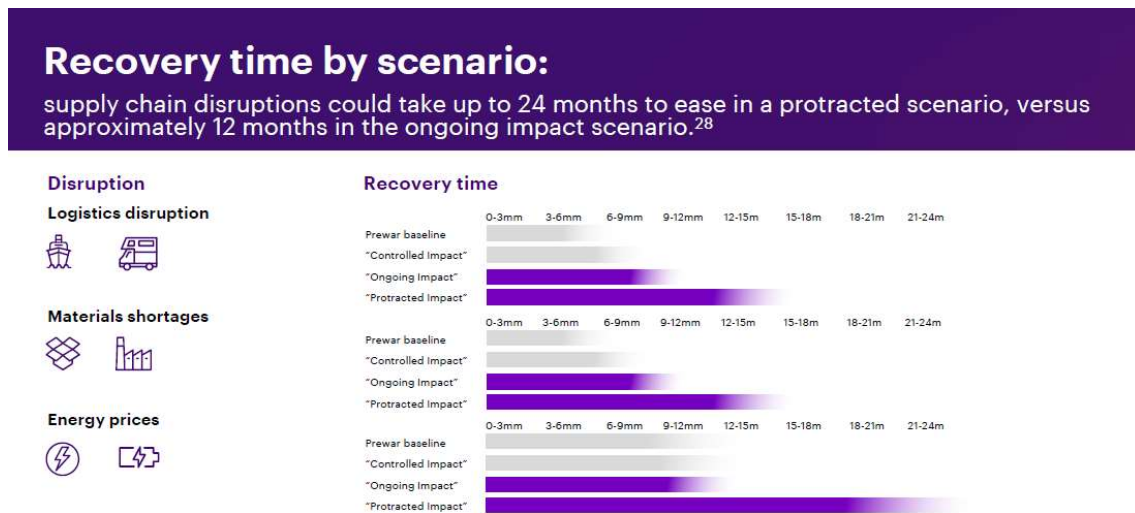 Recovery time by scenario:
supply chain disruptions could take up to 24 months to ease in a protracted scenario, versus
approximately 12 months in the ongoing impact scenario.28
Disruption
Recovery time
Logistics disruption
0-3mm 3-6mm 6-9mm 9-12mm 12-15m 15-18m 18-21m 21-24m
Prewar baseline
"Controlled Impact"
"Ongoing Impact"
"Protracted Impact"
Materials shortages
0-3mm 3-6mm 6-9mm 9-12mm 12-15m 15-18m 18-21m 21-24m
Prewar baseline
"Controlled Impact"
"Ongoing Impact"
"Protracted Impact"
Energy prices
0-3mm 3-6mm 6-9mm 9-12mm 12-15m 15-18m 18-21m 21-24m
Prewar baseline
"Controlled Impact"
"Ongoing Impact"
"Protracted Impact"